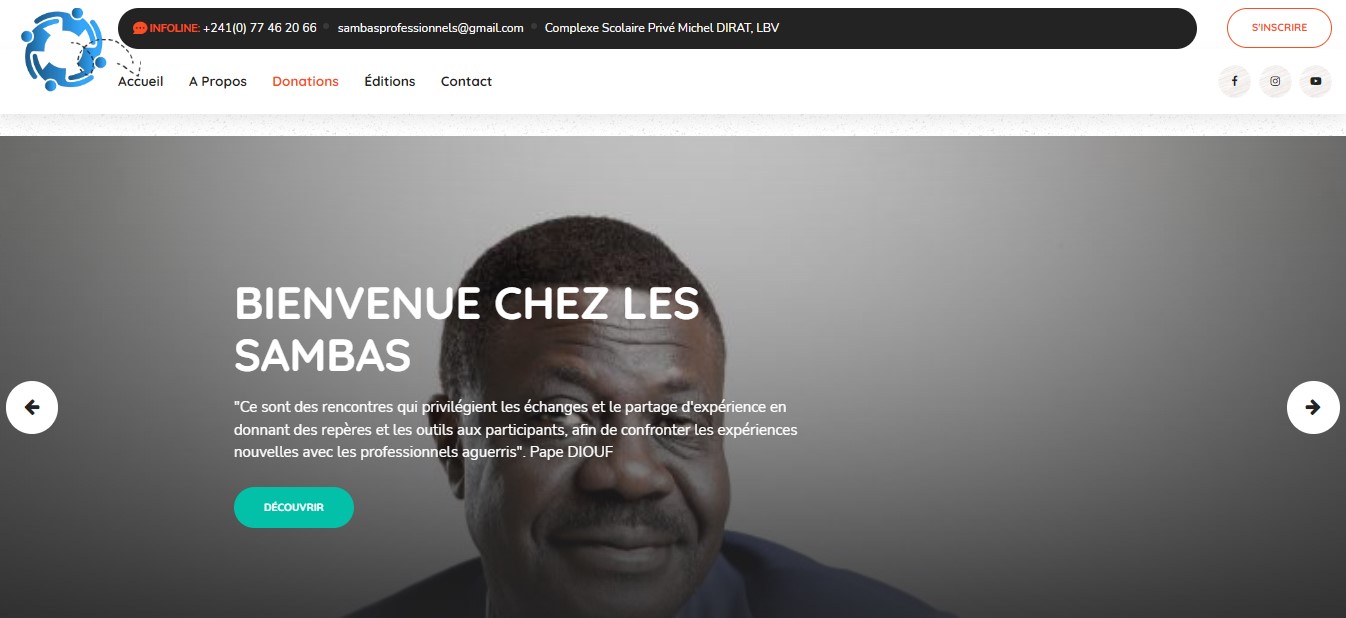 INFOLINE: +241(0) 77 46 20 66 sambasprofessionnels@gmail.com Complexe Scolaire Privé Michel DIRAT, LBV
S'INSCRIRE
Accueil A Propos Donations Éditions Contact
BIENVENUE CHEZ LES
SAMBAS
"Ce sont des rencontres qui privilégient les échanges et le partage d'expérience en
donnant des repères et les outils aux participants, afin de confronter les expériences
nouvelles avec les professionnels aguerris". Pape DIOUF
DÉCOUVRIR